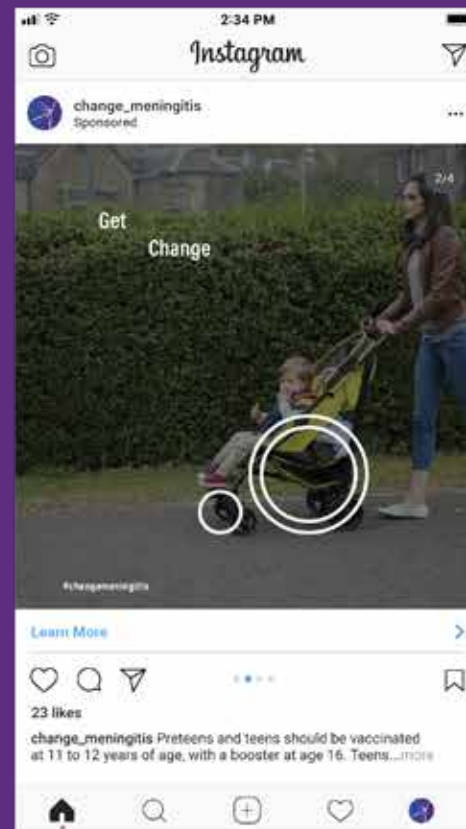 2:34 PM
Instagram
change_meningitis
Sponsored
2/4
Get
Change
#changemeningitis
Learn More
23 likes
change_meningitis Preteens and teens should be vaccinated
at 11 to 12 years of age, with a booster at age 16. Teens...more